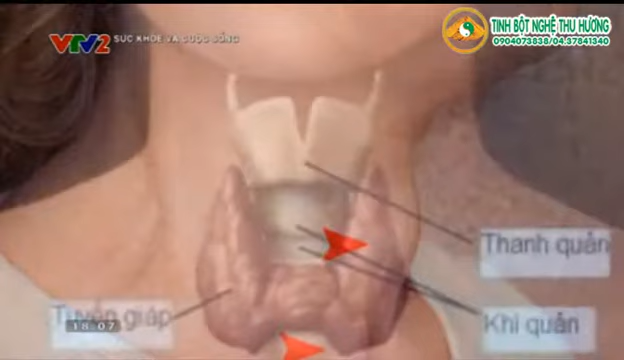 VTV2 SỨC KHỎE VÀ CUỘC SỐNG
TINH BỘT NGHỆ THU HƯƠNG
0904073838/04.37841340
Thanh quản
Tuyến giáp
18:07
Khí quản